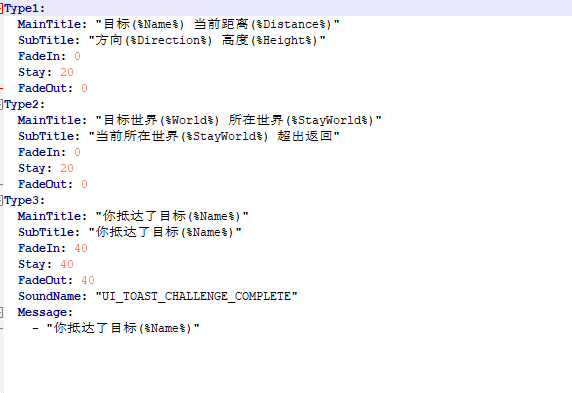 Type1:
  MainTitle: "目标(%Name%) 当前距离(%Distance%)"
  SubTitle: "方向(%Direction%) 高度(%Height%)"
  FadeIn: 0
  Stay: 20
  FadeOut: 0
Type2:
  MainTitle: "目标世界(%World%) 所在世界(%StayWorld%)"
  SubTitle: "当前所在世界(%StayWorld%) 超出返回"
  FadeIn: 0
  Stay: 20
  FadeOut: 0
Type3:
  MainTitle: "你抵达了目标(%Name%)"
  SubTitle: "你抵达了目标(%Name%)"
  FadeIn: 40
  Stay: 40
  FadeOut: 40
  SoundName: "UI_TOAST_CHALLENGE_COMPLETE"
  Message:
    - "你抵达了目标(%Name%)"